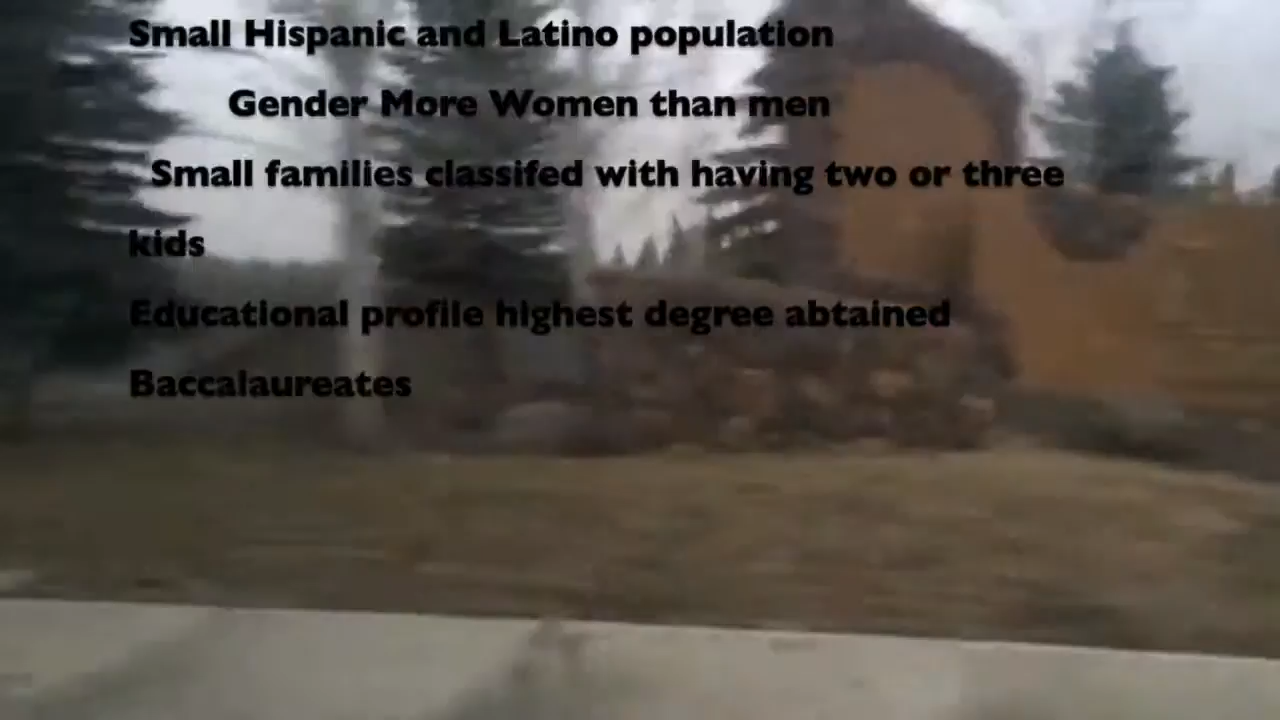 Small Hispanic and Latino population
Gender More Women than men
Small families classifed with having two or three
kids
Educational profile highest degree abtained
Baccalaureates